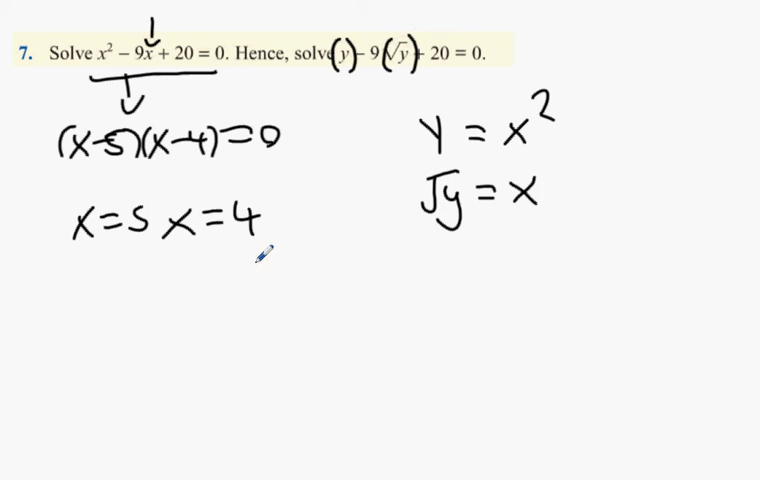 7. Solve x² − 9x + 20 = 0. Hence, solve (y) − 9(√y) + 20 = 0.
(x-5)(x-4)=0
x=5 x=4
y = x²
√y = x